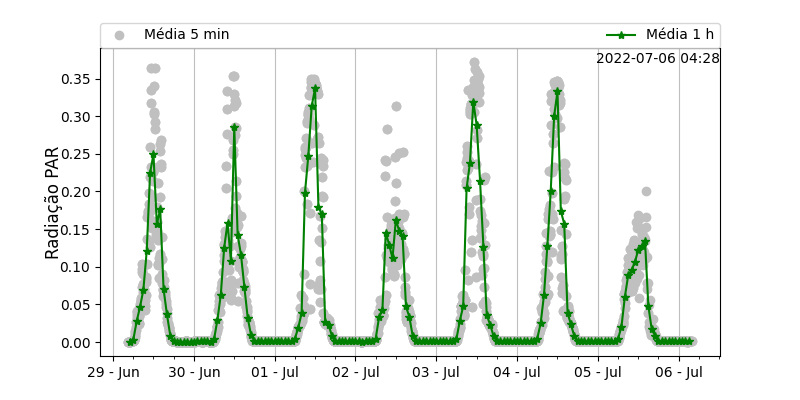 Média 5 min
Média 1 h
2022-07-06 04:28
Radiação PAR
0.35
0.30
0.25
0.20
0.15
0.10
0.05
0.00
29 - Jun
30 - Jun
01 - Jul
02 - Jul
03 - Jul
04 - Jul
05 - Jul
06 - Jul